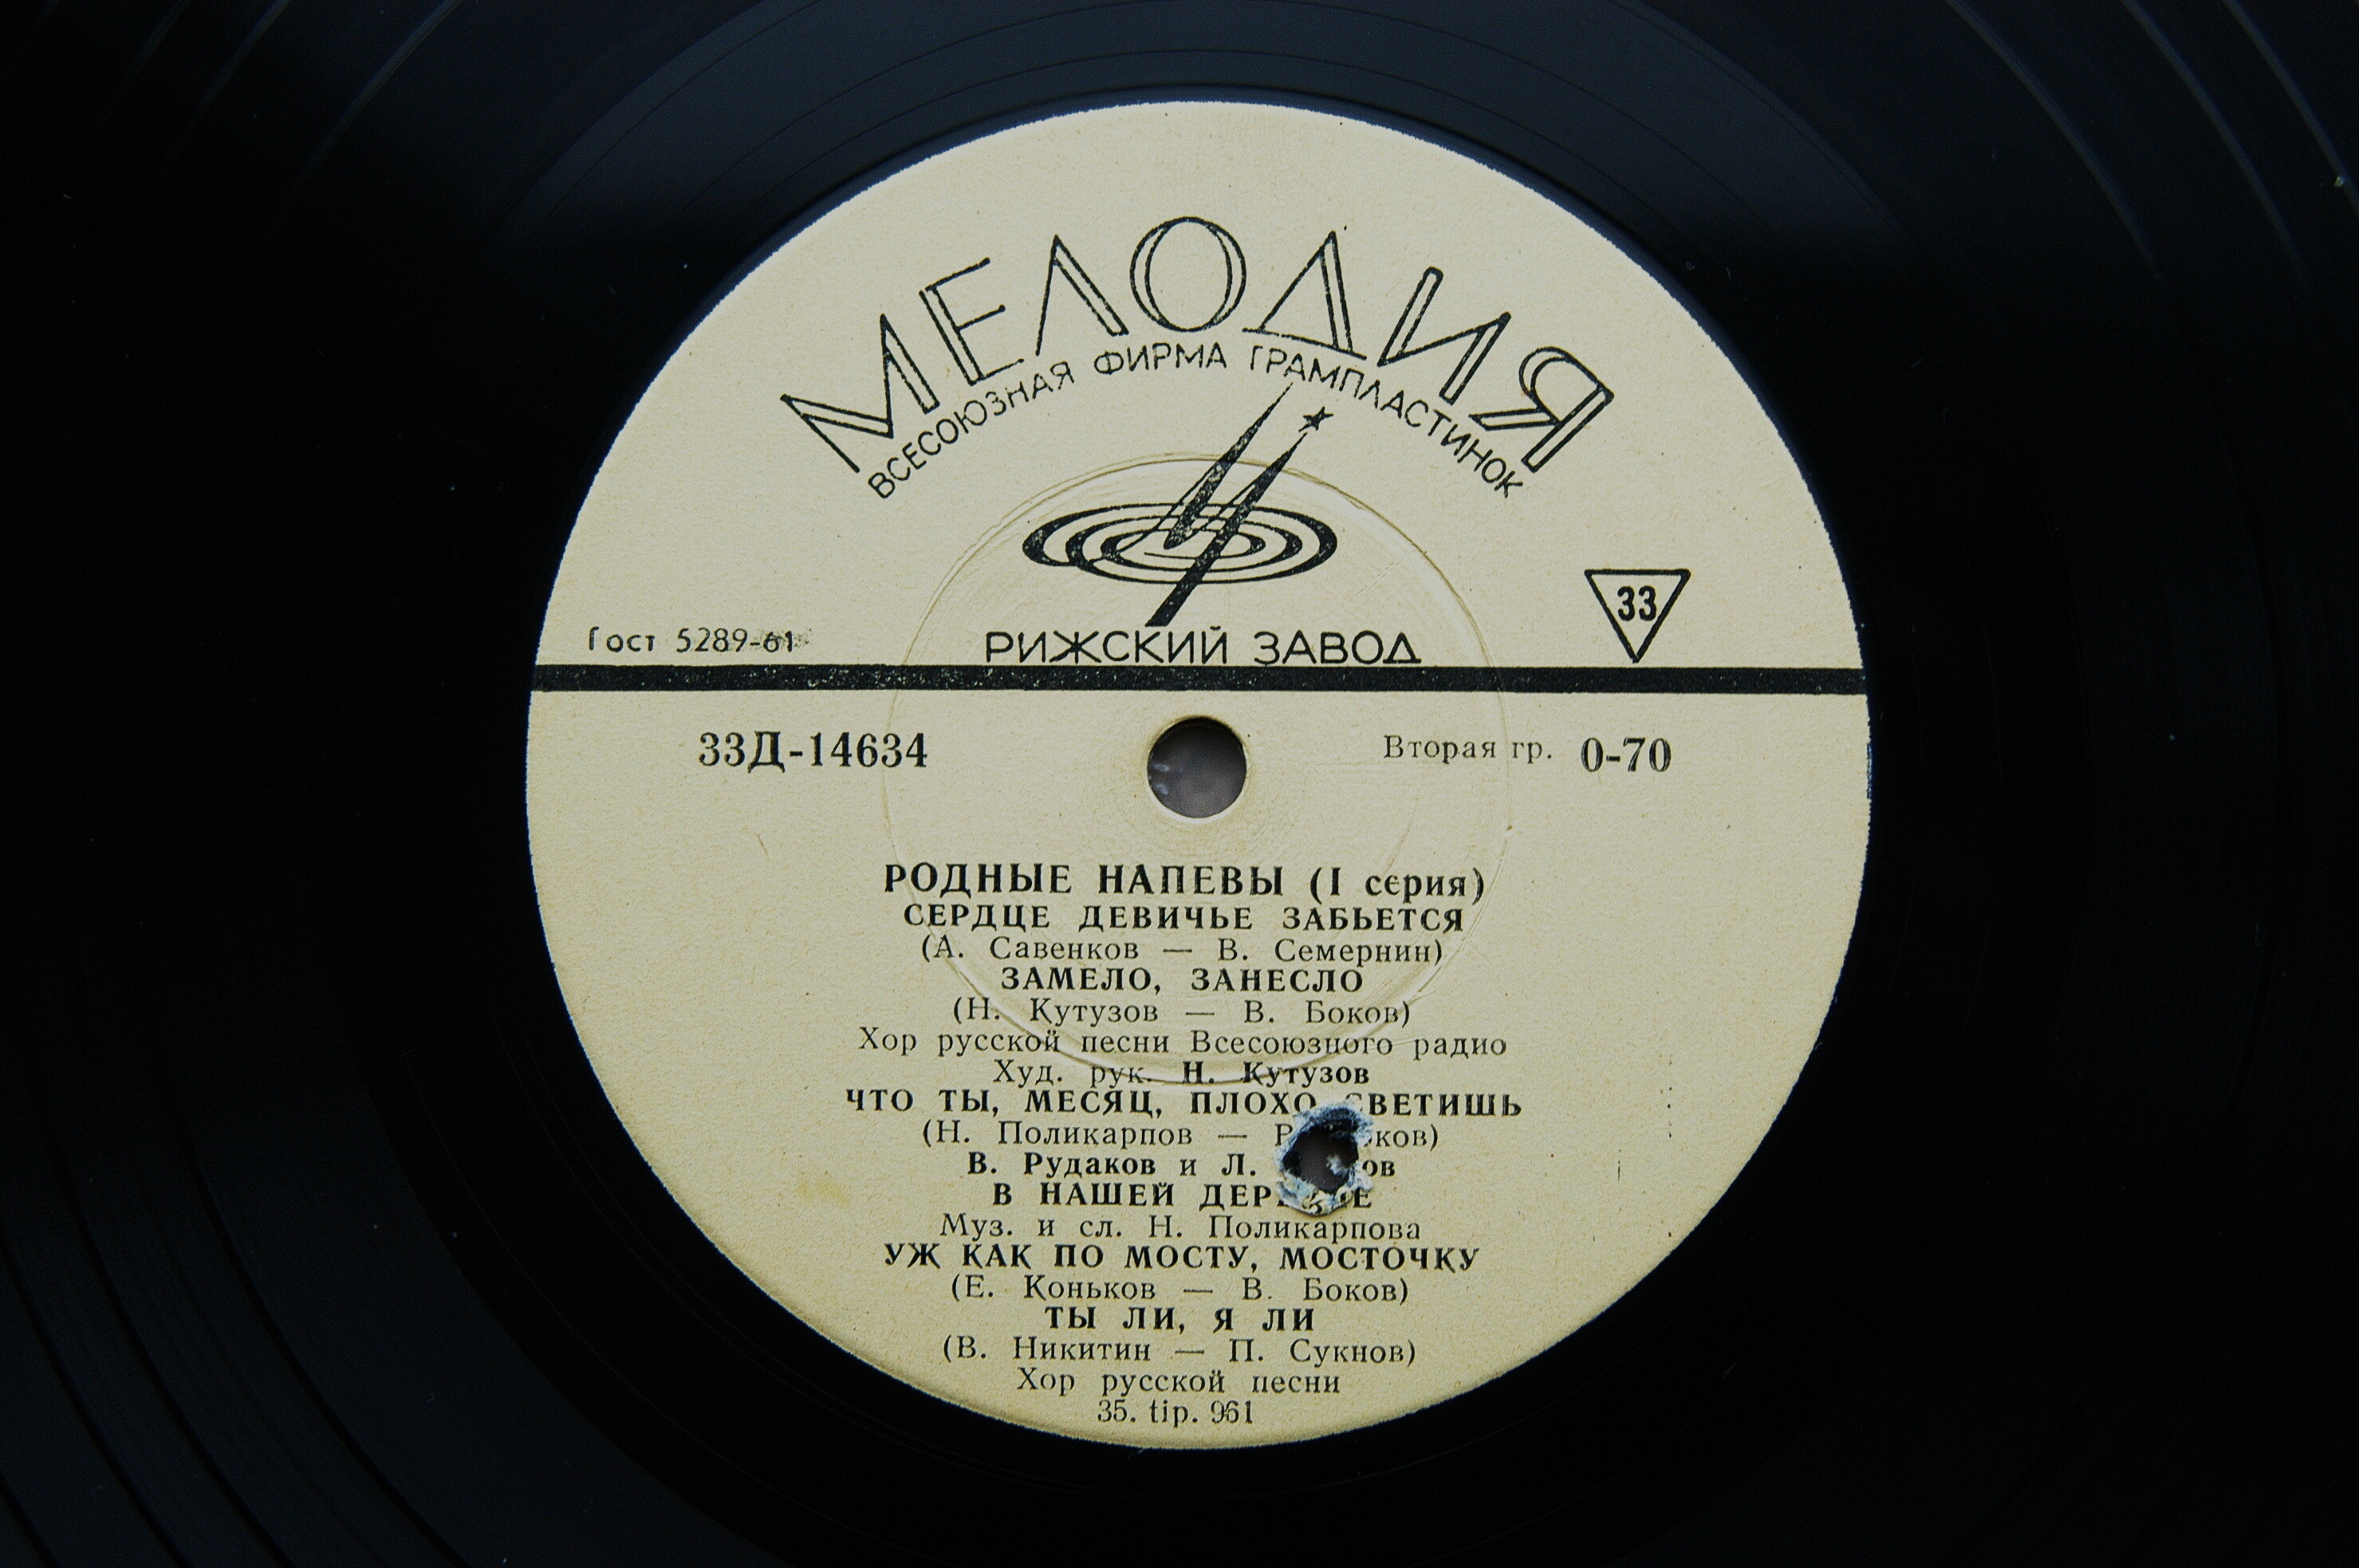 МЕЛОДИЯ
ВСЕСОЮЗНАЯ ФИРМА ГРАМПЛАСТИНОК
33
Гост 5289-61
РИЖСКИЙ ЗАВОД
33Д-14634
Вторая гр. 0-70
РОДНЫЕ НАПЕВЫ (I серия)
СЕРДЦЕ ДЕВИЧЬЕ ЗАБЬЕТСЯ
(А. Савенков — В. Семернин)
ЗАМЕЛО, ЗАНЕСЛО
(Н. Кутузов — В. Боков)
Хор русской песни Всесоюзного радио
Худ. рук. Н. Кутузов
ЧТО ТЫ, МЕСЯЦ, ПЛОХО СВЕТИШЬ
(Н. Поликарпов —
В. Рудаков и Л.
В НАШЕЙ
Муз. и сл. Н. Поликарпова
УЖ КАК ПО МОСТУ, МОСТОЧКУ
(Е. Коньков — В. Боков)
ТЫ ЛИ, Я ЛИ
(В. Никитин — П. Сукнов)
Хор русской песни
35. tip. 961